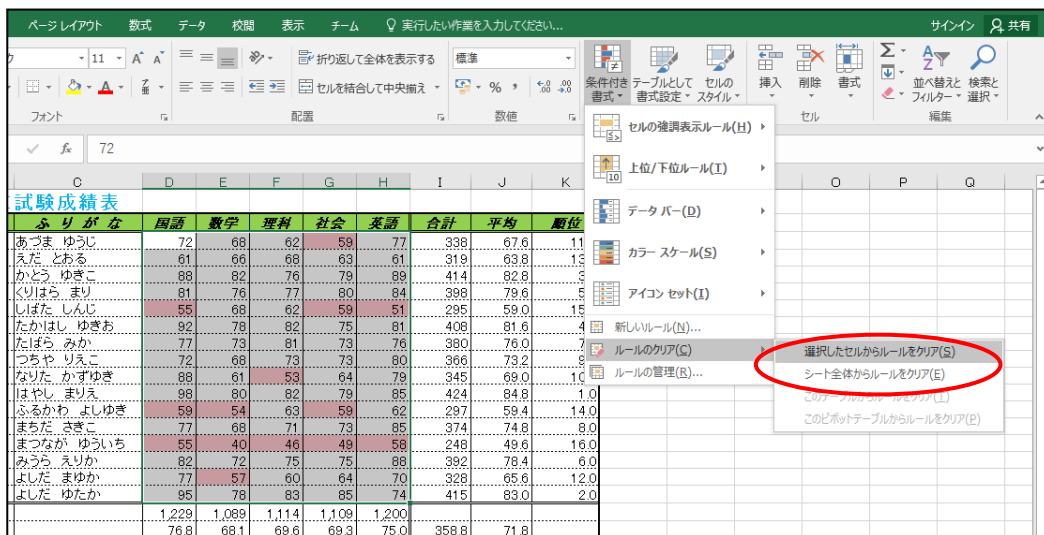 ページ レイアウト 数式 データ 校閲 表示 チーム 実行したい作業を入力してください... サインイン 共有
11 A A 折り返して全体を表示する 標準
セルを結合して中央揃え % ,
条件付き書式 テーブルとして書式設定 セルのスタイル 挿入 削除 書式 並べ替えとフィルター 検索と選択
フォント 配置 数値 セル 編集
fx 72
セルの強調表示ルール(H)
上位/下位ルール(T)
データ バー(D)
カラー スケール(S)
アイコン セット(I)
新しいルール(N)...
ルールのクリア(C)
ルールの管理(R)...
選択したセルからルールをクリア(S)
シート全体からルールをクリア(E)
このテーブルからルールをクリア(T)
このピボットテーブルからルールをクリア(P)
C D E F G H I J K O P Q
試験成績表
ふりがな 国語 数学 理科 社会 英語 合計 平均 順位
あづま ゆうじ 72 68 62 59 77 338 67.6 11
えだ とおる 61 66 68 63 61 319 63.8 13
かとう ゆきこ 88 82 76 79 89 414 82.8 3
くりはら まり 81 76 77 80 84 398 79.6 5
しばた しんじ 55 68 62 59 51 295 59.0 15
たかはし ゆきお 92 78 82 75 81 408 81.6 4
たばら みか 77 73 81 73 76 380 76.0 7
つちや りえこ 72 68 73 73 80 366 73.2 9
なりた かずゆき 88 61 53 64 79 345 69.0 10
はやし まりえ 98 80 82 79 85 424 84.8 1.0
ふるかわ よしゆき 59 54 63 59 62 297 59.4 14.0
まちだ さきこ 77 68 71 73 85 374 74.8 8.0
まつなが ゆういち 55 40 46 49 58 248 49.6 16.0
みうら えりか 82 72 75 75 88 392 78.4 6.0
よしだ まゆか 77 57 60 64 70 328 65.6 12.0
よしだ ゆたか 95 78 83 85 74 415 83.0 2.0
1,229 1,089 1,114 1,109 1,200
76.8 68.1 69.6 69.3 75.0 358.8 71.8